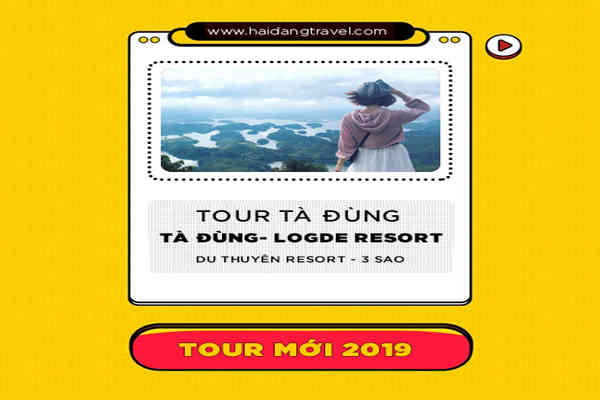 www.haidangtravel.com
TOUR TÀ ĐÙNG
TÀ ĐÙNG- LOGDE RESORT
DU THUYỀN RESORT - 3 SAO
TOUR MỚI 2019